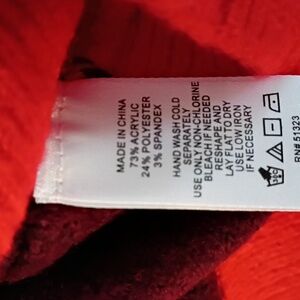 MADE IN CHINA
73% ACRYLIC
24% POLYESTER
3% SPANDEX
HAND WASH COLD
SEPARATELY
USE ONLY NON-CHLORINE
BLEACH IF NEEDED
RESHAPE AND
LAY FLAT TO DRY
USE LOW IRON
IF NECESSARY
RN# 51323